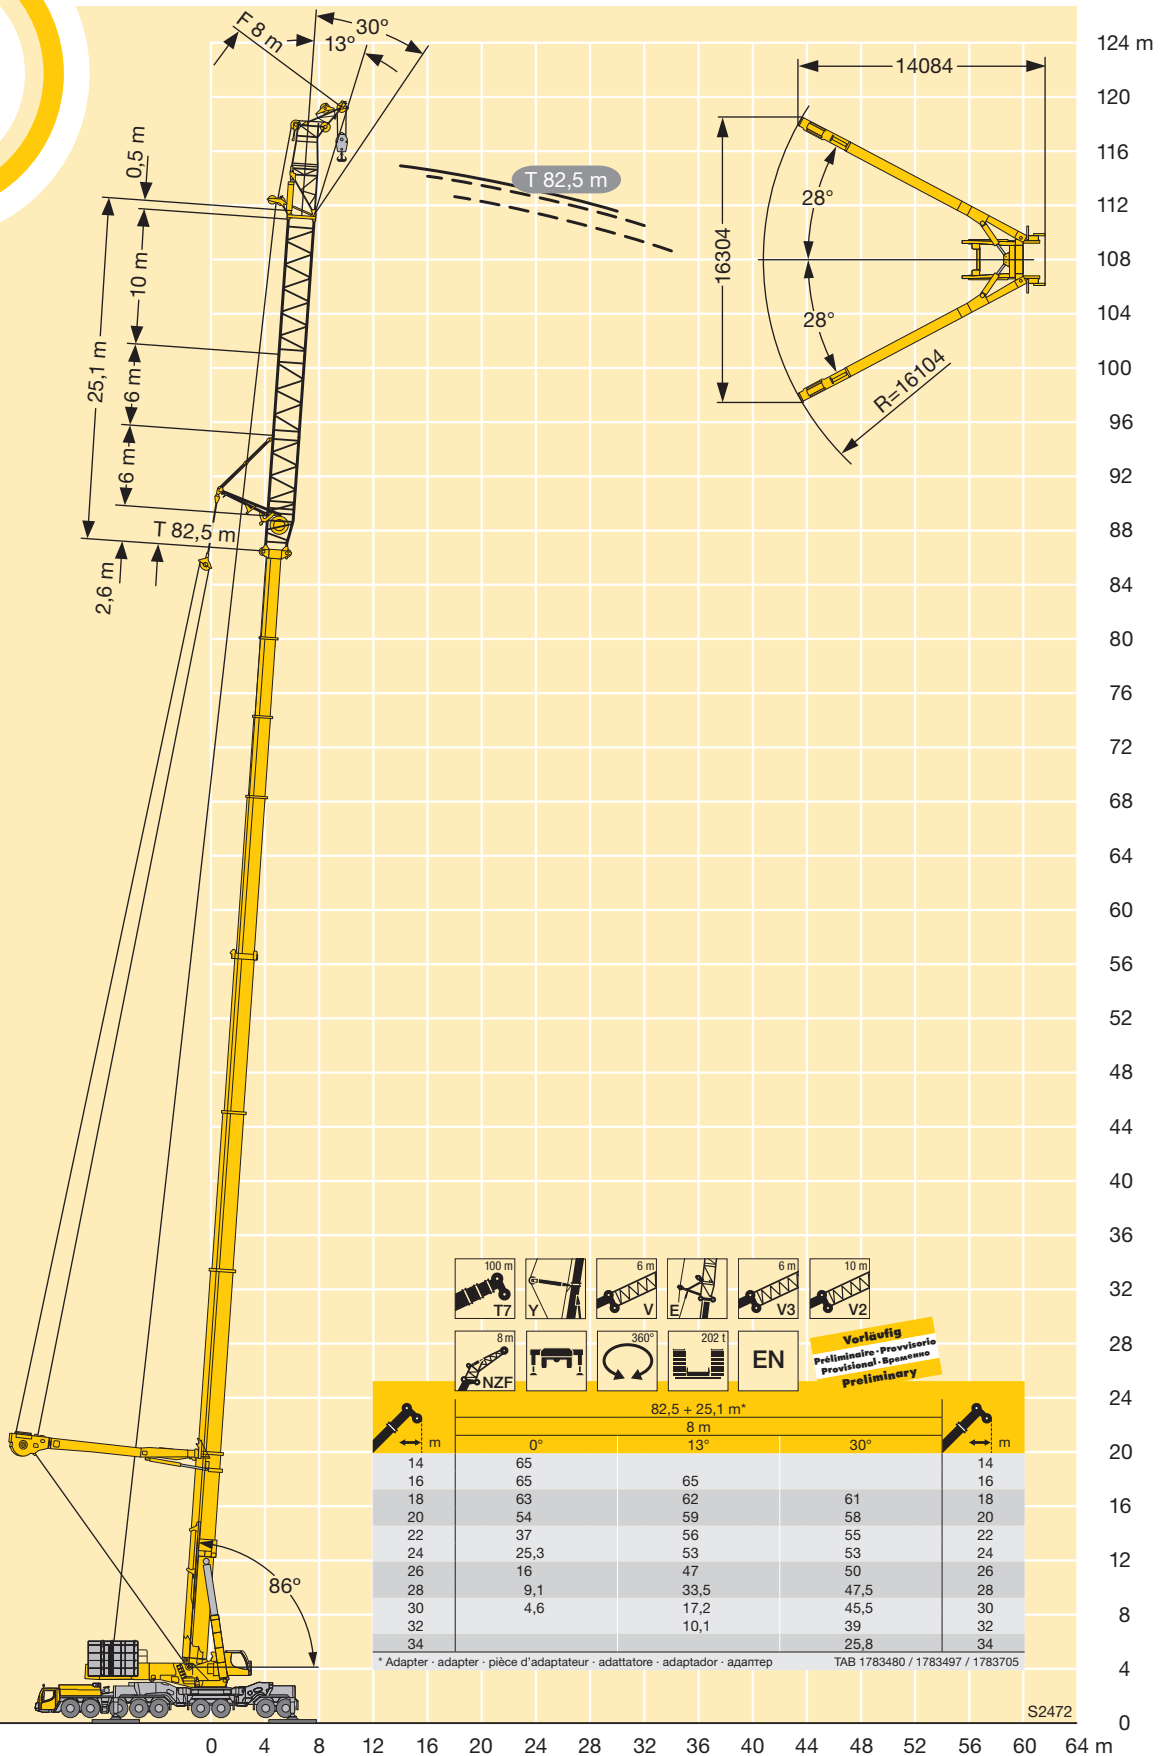 F 8 m
30°
13°
124 m
14084
120
0,5 m
116
T 82,5 m
28°
112
16304
108
10 m
28°
104
25,1 m
100
R=16104
6 m
96
6 m
92
T 82,5 m
88
2,6 m
84
80
76
72
68
64
60
56
52
48
44
40
36
100 m
T7
Y
6 m
V
E
6 m
V3
10 m
V2
32
8 m
NZF
360°
202 t
EN
Vorläufig
Préliminaire · Provvisorio
Provisional · Временно
Preliminary
28
24
82,5 + 25,1 m*
8 m
m 0° 13° 30° m
20
14 65 14
16 65 65 16
18 63 62 61 18
16
20 54 59 58 20
22 37 56 55 22
24 25,3 53 53 24
12
26 16 47 50 26
28 9,1 33,5 47,5 28
86°
30 4,6 17,2 45,5 30
8
32 10,1 39 32
34 25,8 34
* Adapter · adapter · pièce d'adaptateur · adattatore · adaptador · адаптер TAB 1783480 / 1783497 / 1783705
4
S2472
0
0 4 8 12 16 20 24 28 32 36 40 44 48 52 56 60 64 m